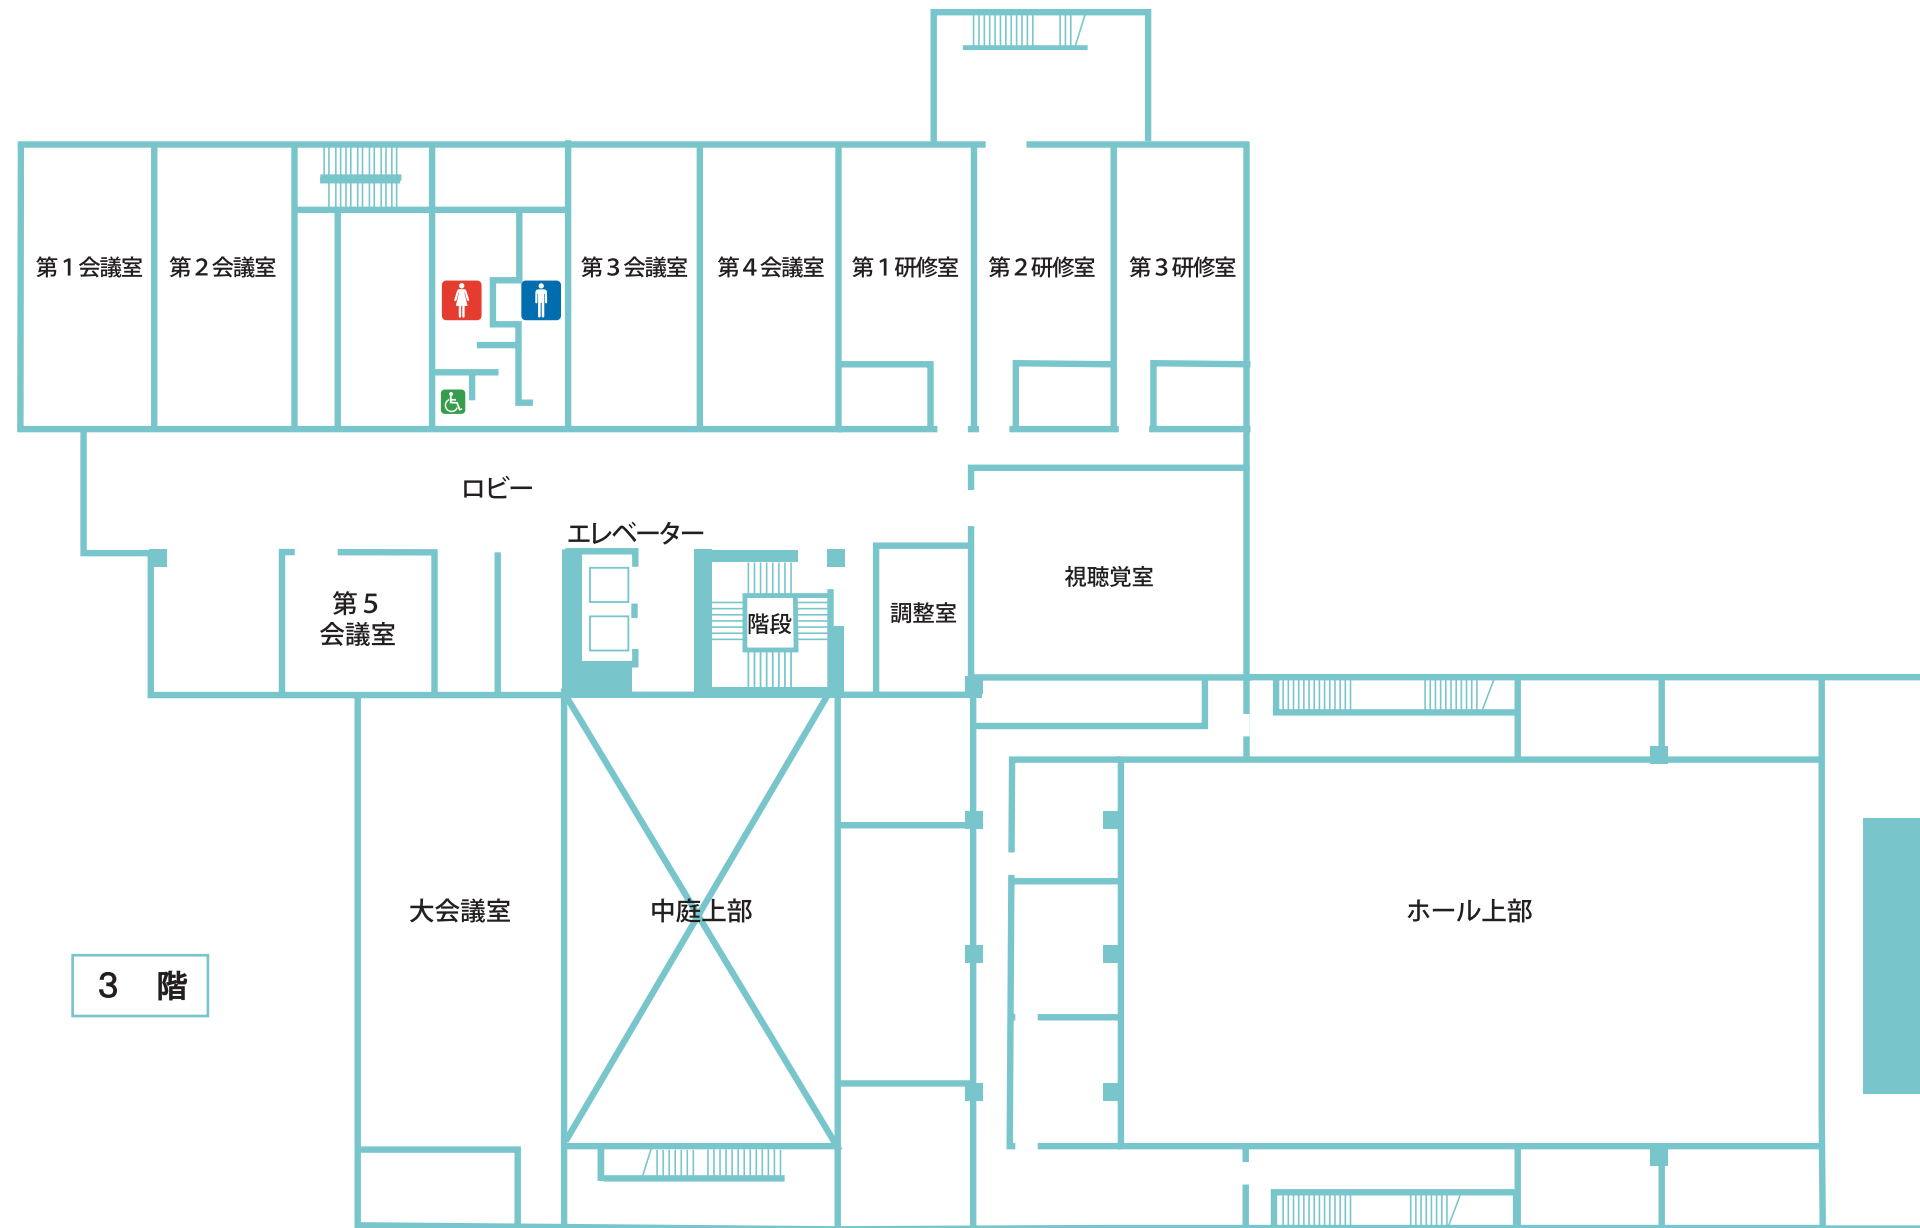 第1会議室
第2会議室
第3会議室
第4会議室
第1研修室
第2研修室
第3研修室
ロビー
エレベーター
第5
会議室
階段
調整室
視聴覚室
大会議室
中庭上部
ホール上部
3 階